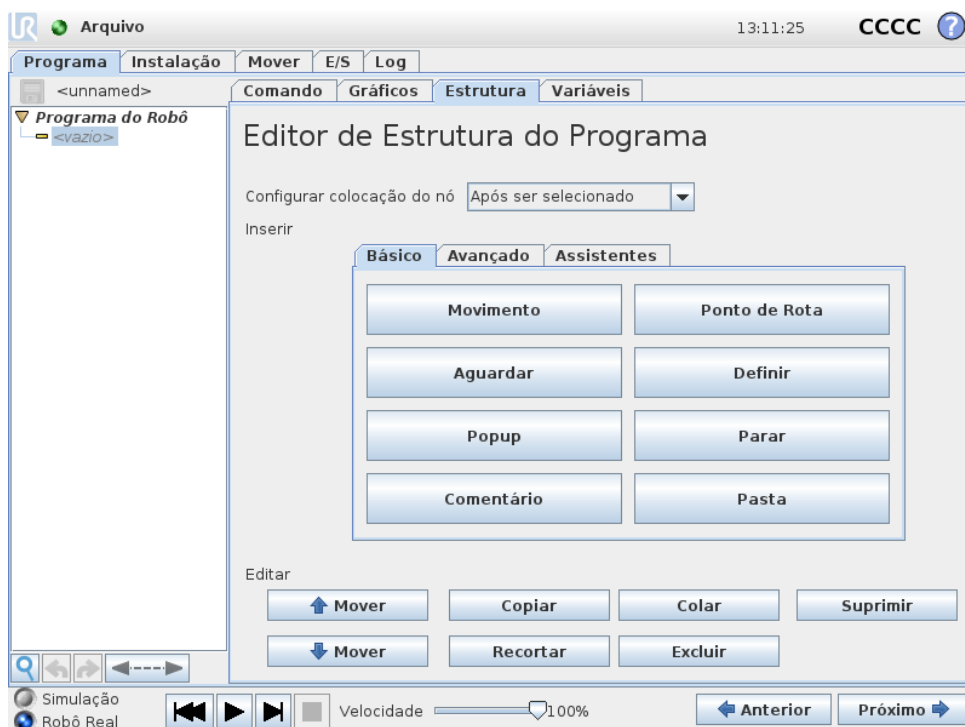 UR Arquivo 13:11:25 CCCC ?
Programa Instalação Mover E/S Log
<unnamed> Comando Gráficos Estrutura Variáveis
Programa do Robô
<vazio>
Editor de Estrutura do Programa
Configurar colocação do nó Após ser selecionado
Inserir
Básico Avançado Assistentes
Movimento Ponto de Rota
Aguardar Definir
Popup Parar
Comentário Pasta
Editar
Mover Copiar Colar Suprimir
Mover Recortar Excluir
Simulação
Robô Real
Velocidade 100%
Anterior Próximo